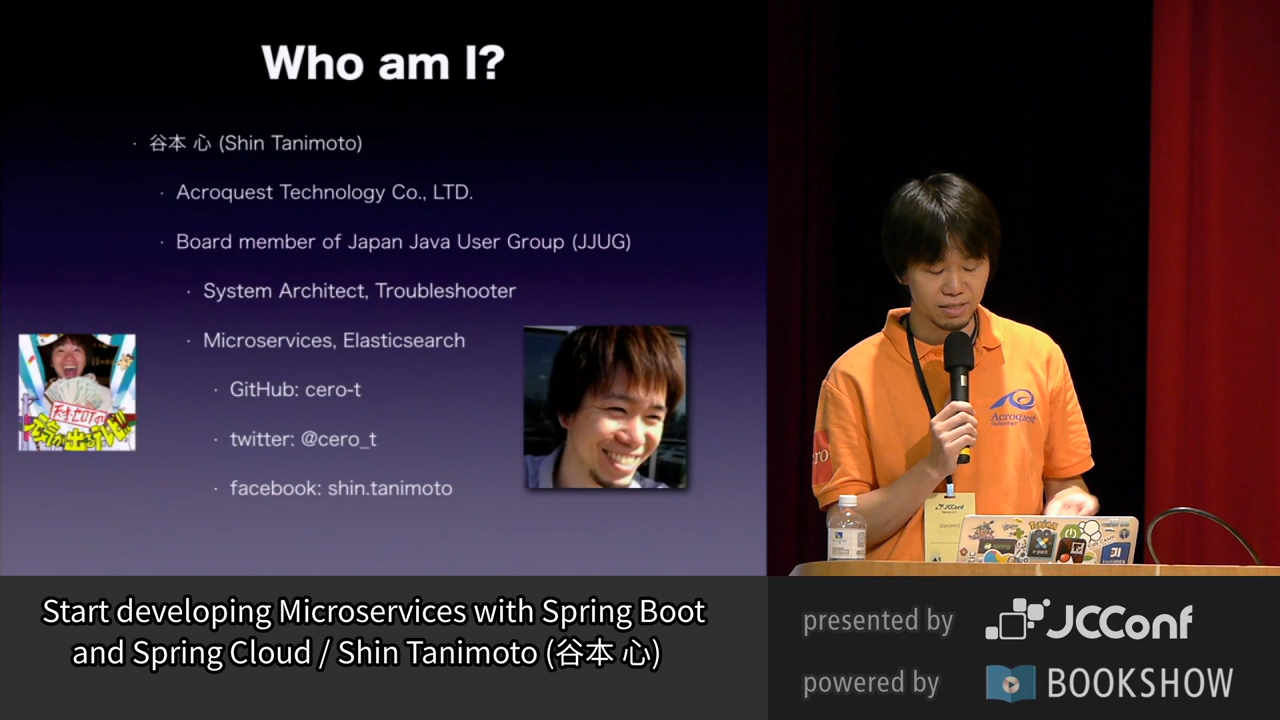 Who am I?
· 谷本 心 (Shin Tanimoto)
· Acroquest Technology Co., LTD.
· Board member of Japan Java User Group (JJUG)
· System Architect, Troubleshooter
· Microservices, Elasticsearch
· GitHub: cero-t
· twitter: @cero_t
· facebook: shin.tanimoto
Acroquest
technology
JCConf
Start developing Microservices with Spring Boot
and Spring Cloud / Shin Tanimoto (谷本 心)
presented by JCConf
powered by BOOKSHOW